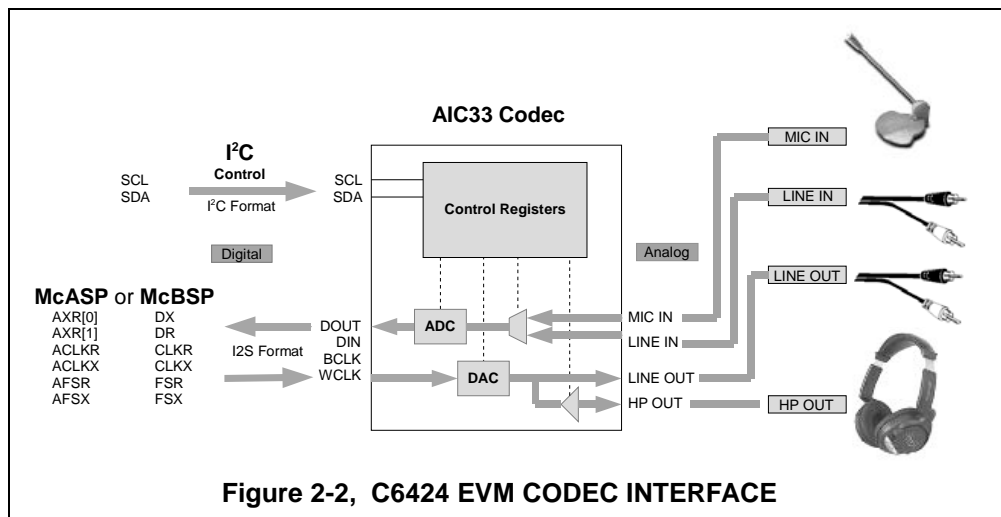 AIC33 Codec
MIC IN
I²C
Control
SCL
SDA
I²C Format
SCL
SDA
Control Registers
LINE IN
Digital
Analog
LINE OUT
McASP or McBSP
AXR[0] DX
AXR[1] DR
ACLKR CLKR
ACLKX CLKX
AFSR FSR
AFSX FSX
I2S Format
DOUT
DIN
BCLK
WCLK
ADC
DAC
MIC IN
LINE IN
LINE OUT
HP OUT
HP OUT
Figure 2-2, C6424 EVM CODEC INTERFACE